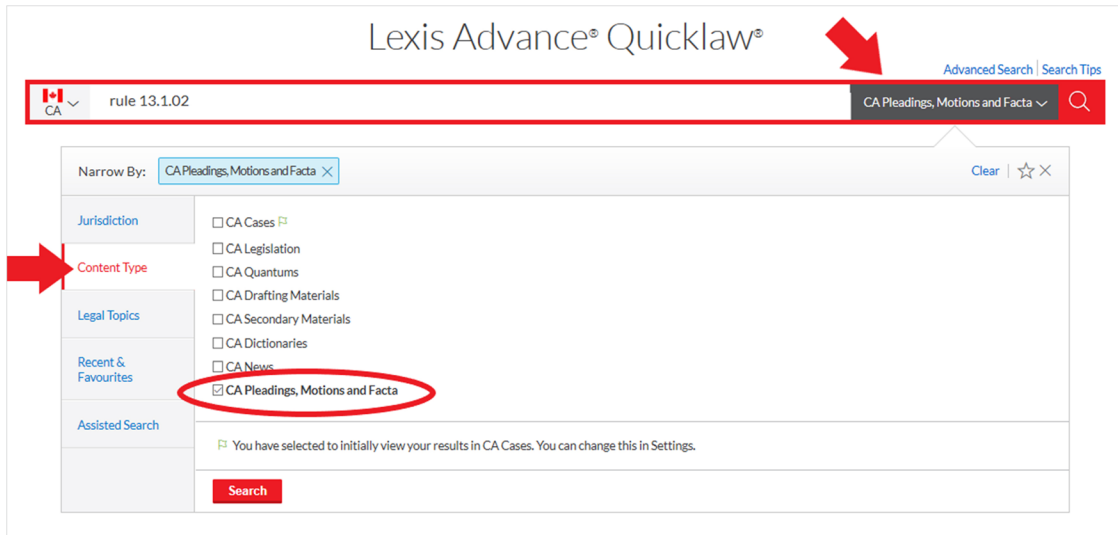 Lexis Advance® Quicklaw®
Advanced Search | Search Tips
CA
rule 13.1.02
CA Pleadings, Motions and Facta
Narrow By:
CA Pleadings, Motions and Facta
Clear
Jurisdiction
Content Type
Legal Topics
Recent &
Favourites
Assisted Search
CA Cases
CA Legislation
CA Quantums
CA Drafting Materials
CA Secondary Materials
CA Dictionaries
CA News
CA Pleadings, Motions and Facta
You have selected to initially view your results in CA Cases. You can change this in Settings.
Search